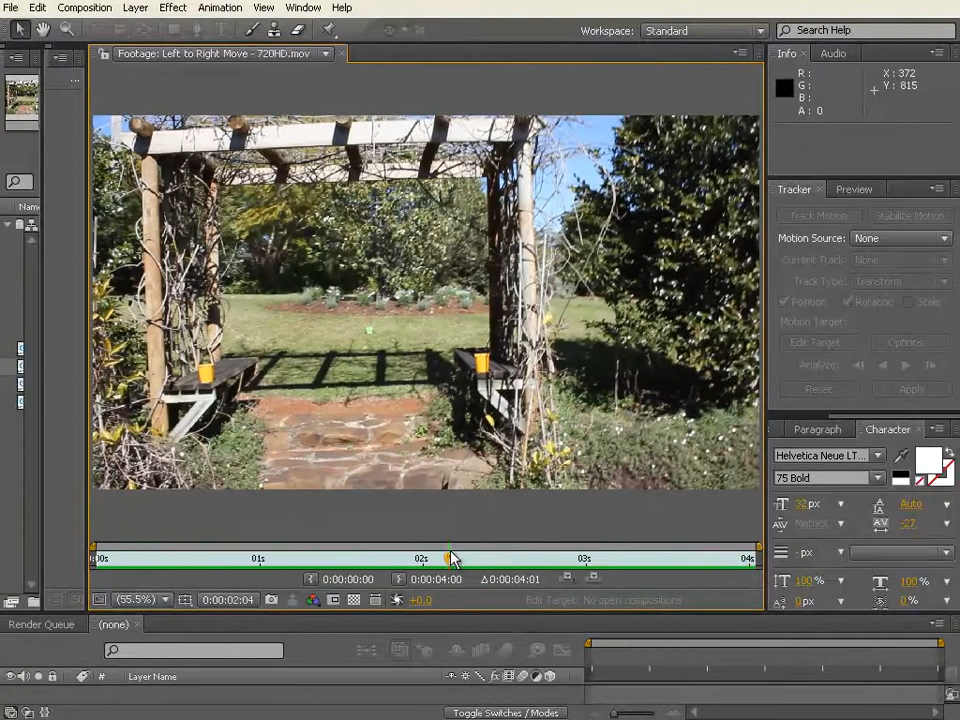 File Edit Composition Layer Effect Animation View Window Help
Workspace: Standard
Search Help
Footage: Left to Right Move - 720HD.mov
Info × Audio
R: X: 372
G: Y: 815
B:
A: 0
Tracker × Preview
Track Motion Stabilize Motion
Motion Source: None
Current Track: None
Track Type: Transform
Position Rotation Scale
Motion Target:
Edit Target... Options...
Analyze:
Reset Apply
Paragraph Character ×
Helvetica Neue LT...
75 Bold
32 px Auto
Metrics -27
- px
100 % 100 %
0 px 0 %
Name
:00s 01s 02s 03s 04s
0:00:00:00 0:00:04:00 Δ 0:00:04:01
(55.5%) 0:00:02:04 +0.0 Edit Target: No open compositions
Render Queue (none) ×
# Layer Name
Toggle Switches / Modes